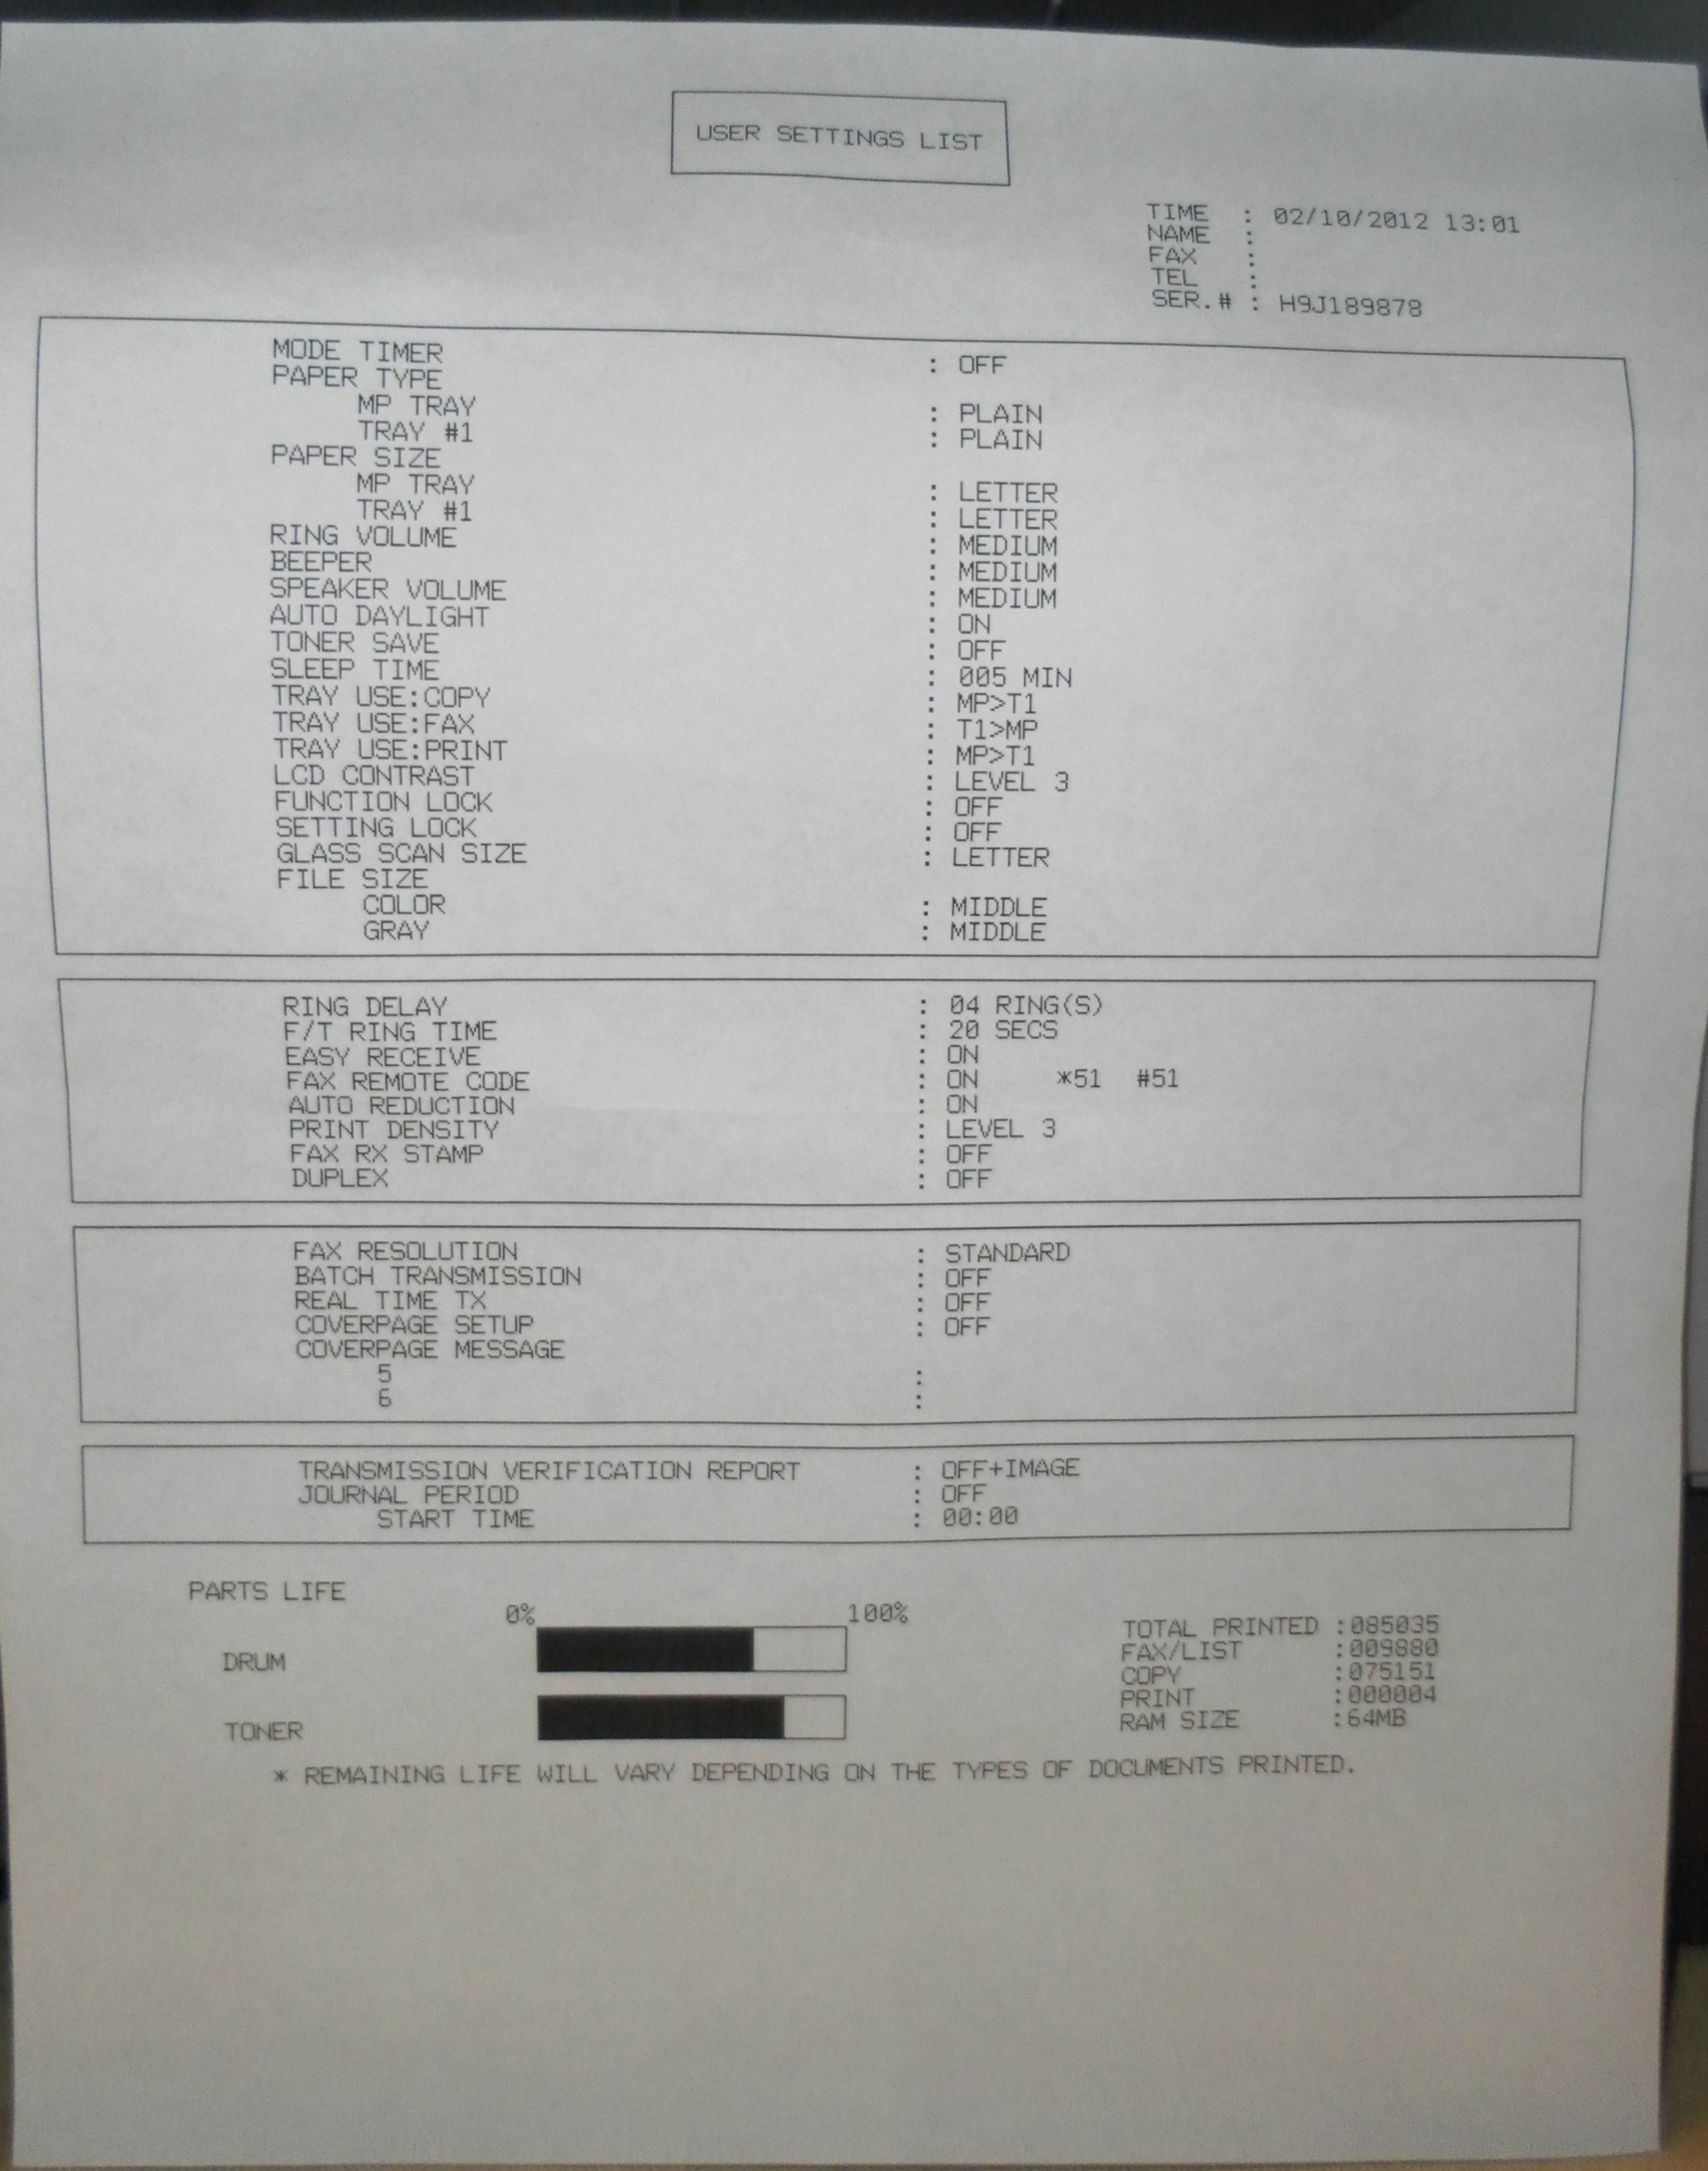 USER SETTINGS LIST
TIME : 02/10/2012 13:01
NAME :
FAX :
TEL :
SER.# : H9J189878
MODE TIMER : OFF
PAPER TYPE
MP TRAY : PLAIN
TRAY #1 : PLAIN
PAPER SIZE
MP TRAY : LETTER
TRAY #1 : LETTER
RING VOLUME : MEDIUM
BEEPER : MEDIUM
SPEAKER VOLUME : MEDIUM
AUTO DAYLIGHT : ON
TONER SAVE : OFF
SLEEP TIME : 005 MIN
TRAY USE:COPY : MP>T1
TRAY USE:FAX : T1>MP
TRAY USE:PRINT : MP>T1
LCD CONTRAST : LEVEL 3
FUNCTION LOCK : OFF
SETTING LOCK : OFF
GLASS SCAN SIZE : LETTER
FILE SIZE
COLOR : MIDDLE
GRAY : MIDDLE
RING DELAY : 04 RING(S)
F/T RING TIME : 20 SECS
EASY RECEIVE : ON
FAX REMOTE CODE : ON *51 #51
AUTO REDUCTION : ON
PRINT DENSITY : LEVEL 3
FAX RX STAMP : OFF
DUPLEX : OFF
FAX RESOLUTION : STANDARD
BATCH TRANSMISSION : OFF
REAL TIME TX : OFF
COVERPAGE SETUP : OFF
COVERPAGE MESSAGE
5 :
6 :
TRANSMISSION VERIFICATION REPORT : OFF+IMAGE
JOURNAL PERIOD : OFF
START TIME : 00:00
PARTS LIFE
0% 100%
DRUM
TONER
TOTAL PRINTED :085035
FAX/LIST :009880
COPY :075151
PRINT :000004
RAM SIZE :64MB
* REMAINING LIFE WILL VARY DEPENDING ON THE TYPES OF DOCUMENTS PRINTED.